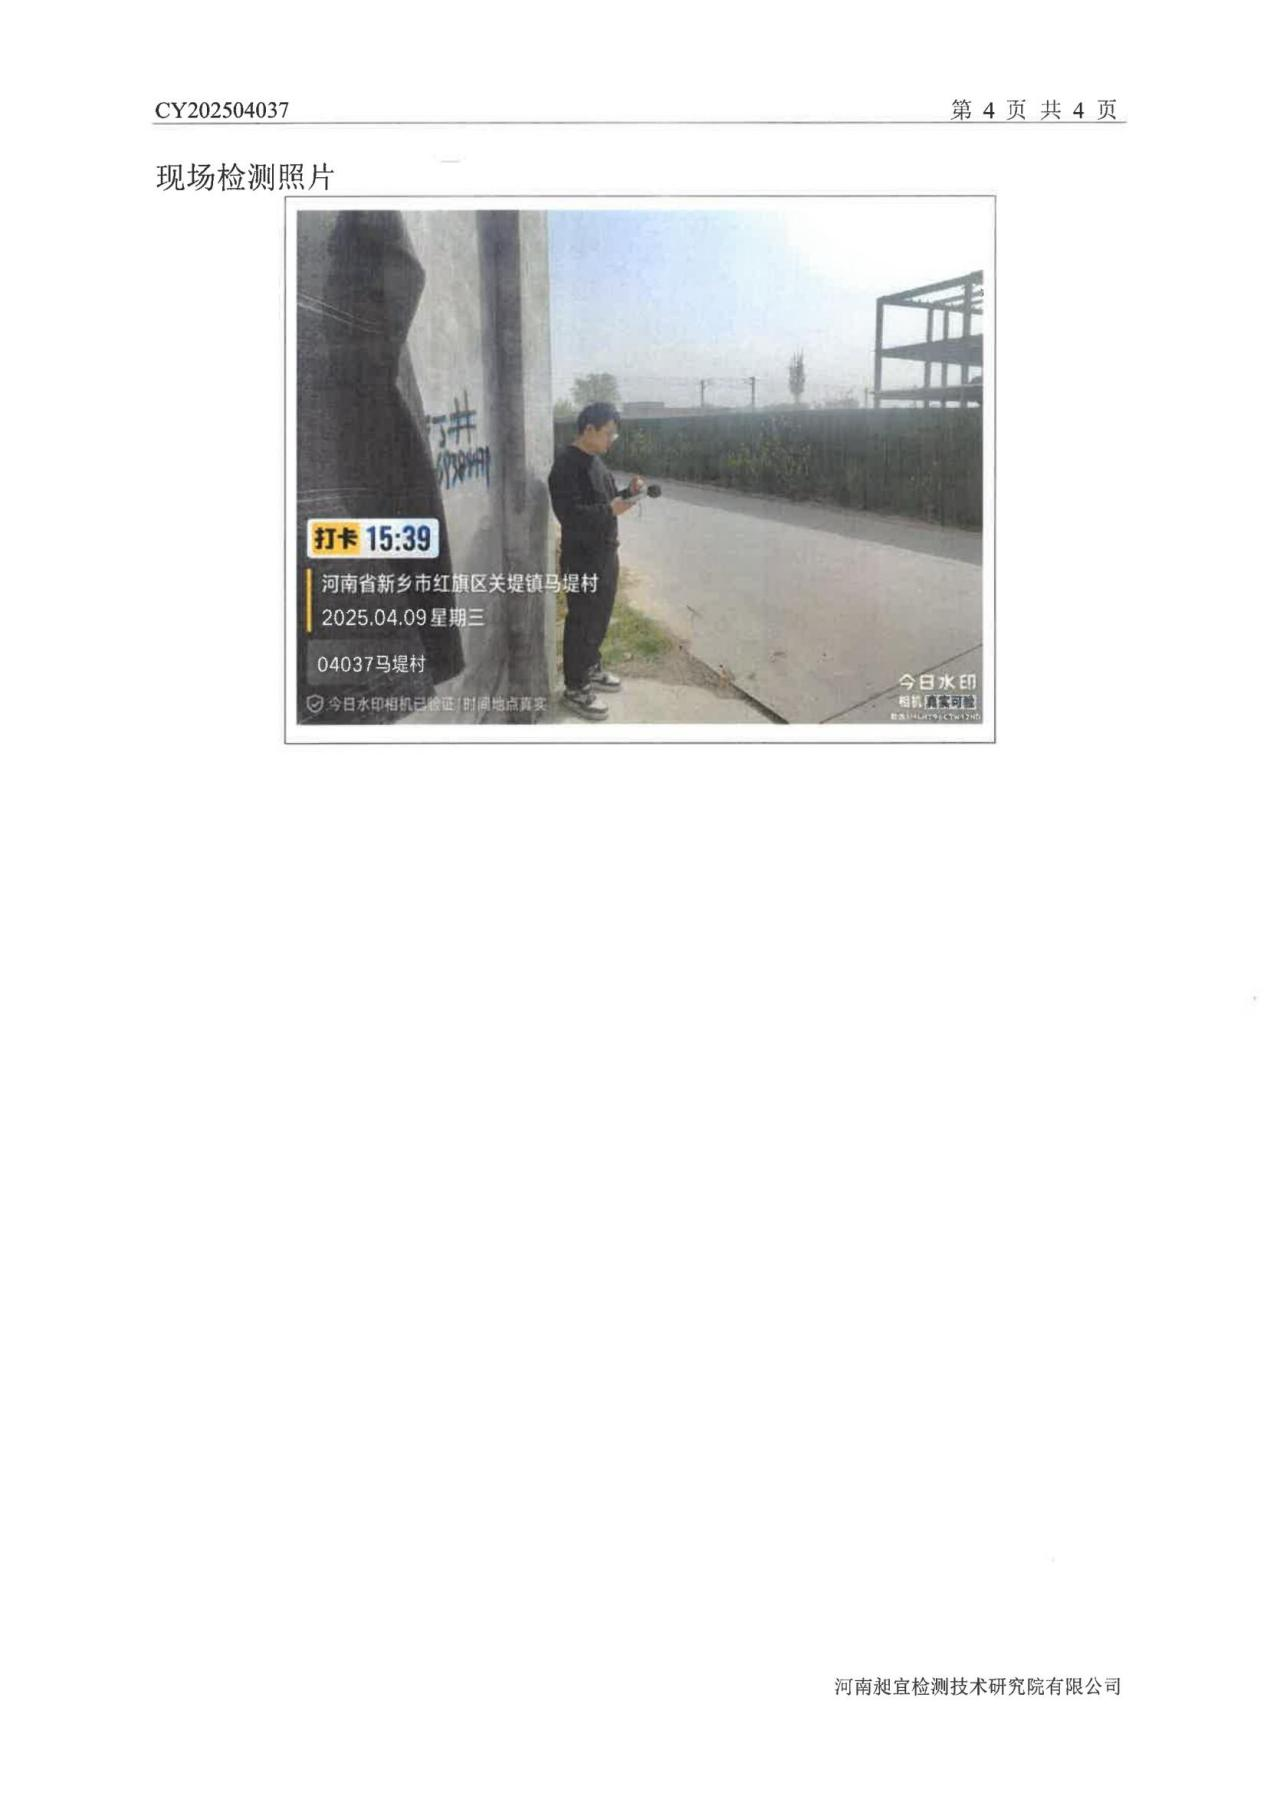 CY202504037
第 4 页 共 4 页
现场检测照片
打井
打卡 15:39
河南省新乡市红旗区关堤镇马堤村
2025.04.09 星期三
04037马堤村
今日水印相机已验证 | 时间地点真实
今日水印
相机 真实可验
河南昶宜检测技术研究院有限公司